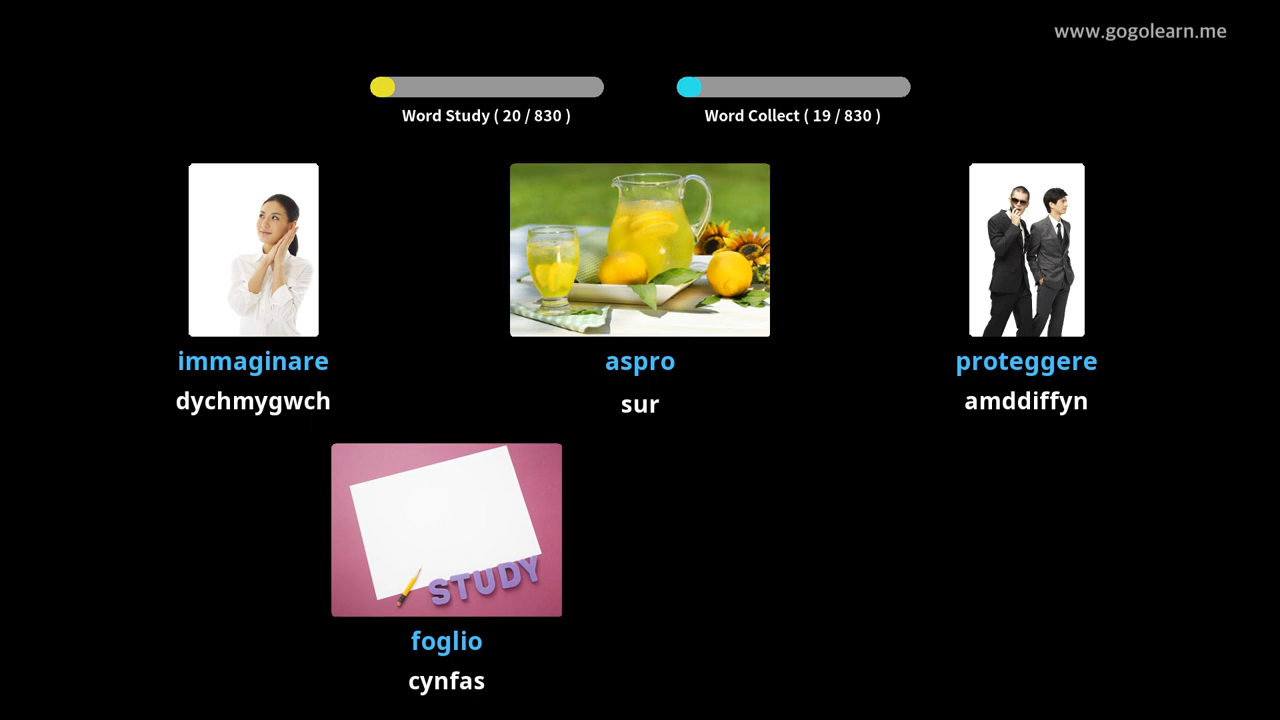 www.gogolearn.me
Word Study ( 20 / 830 )
Word Collect ( 19 / 830 )
immaginare
dychmygwch
aspro
sur
proteggere
amddiffyn
STUDY
foglio
cynfas